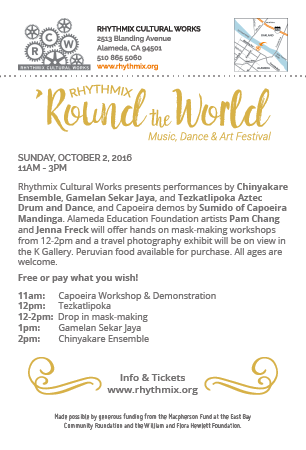 RHYTHMIX CULTURAL WORKS
2513 Blanding Avenue
Alameda, CA 94501
510 865 5060
www.rhythmix.org
RCW
RHYTHMIX CULTURAL WORKS
RHYTHMIX
'Round the World
Music, Dance & Art Festival
SUNDAY, OCTOBER 2, 2016
11AM - 3PM
Rhythmix Cultural Works presents performances by Chinyakare
Ensemble, Gamelan Sekar Jaya, and Tezkatlipoka Aztec
Drum and Dance, and Capoeira demos by Sumido of Capoeira
Mandinga. Alameda Education Foundation artists Pam Chang
and Jenna Freck will offer hands on mask-making workshops
from 12-2pm and a travel photography exhibit will be on view in
the K Gallery. Peruvian food available for purchase. All ages are
welcome.
Free or pay what you wish!
11am: Capoeira Workshop & Demonstration
12pm: Tezkatlipoka
12-2pm: Drop in mask-making
1pm: Gamelan Sekar Jaya
2pm: Chinyakare Ensemble
Info & Tickets
www.rhythmix.org
Made possible by generous funding from the Macpherson Fund at the East Bay
Community Foundation and the William and Flora Hewlett Foundation.